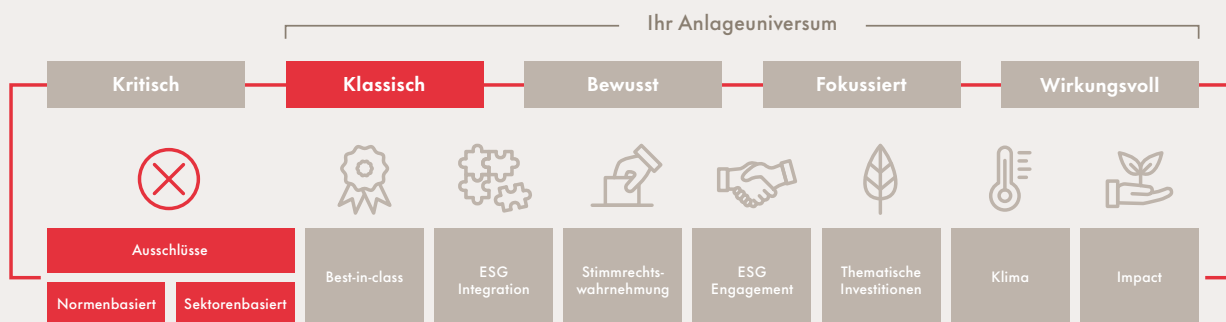 Ihr Anlageuniversum
Kritisch
Klassisch
Bewusst
Fokussiert
Wirkungsvoll
Ausschlüsse
Normenbasiert
Sektorenbasiert
Best-in-class
ESG
Integration
Stimmrechts-
wahrnehmung
ESG
Engagement
Thematische
Investitionen
Klima
Impact